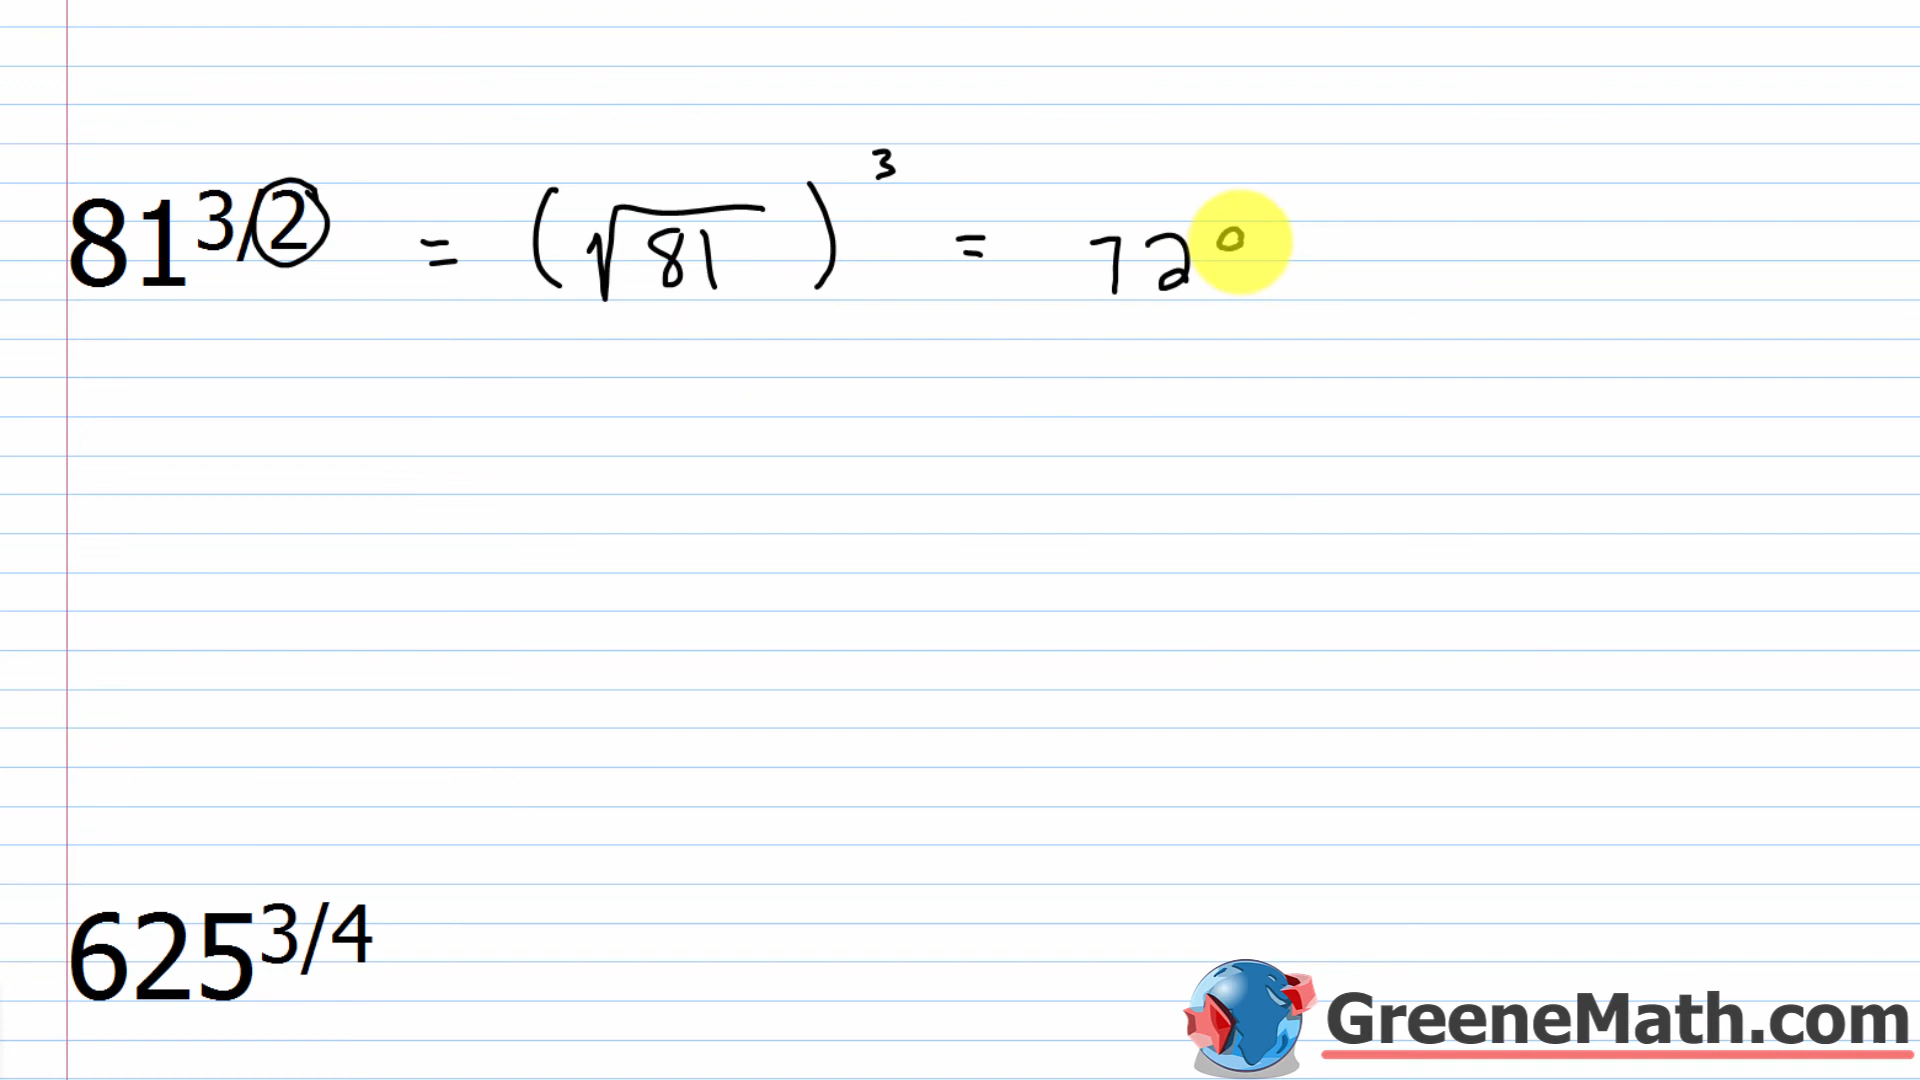 81^{3/2} = (√81)^3 = 72°
625^{3/4}
GreeneMath.com